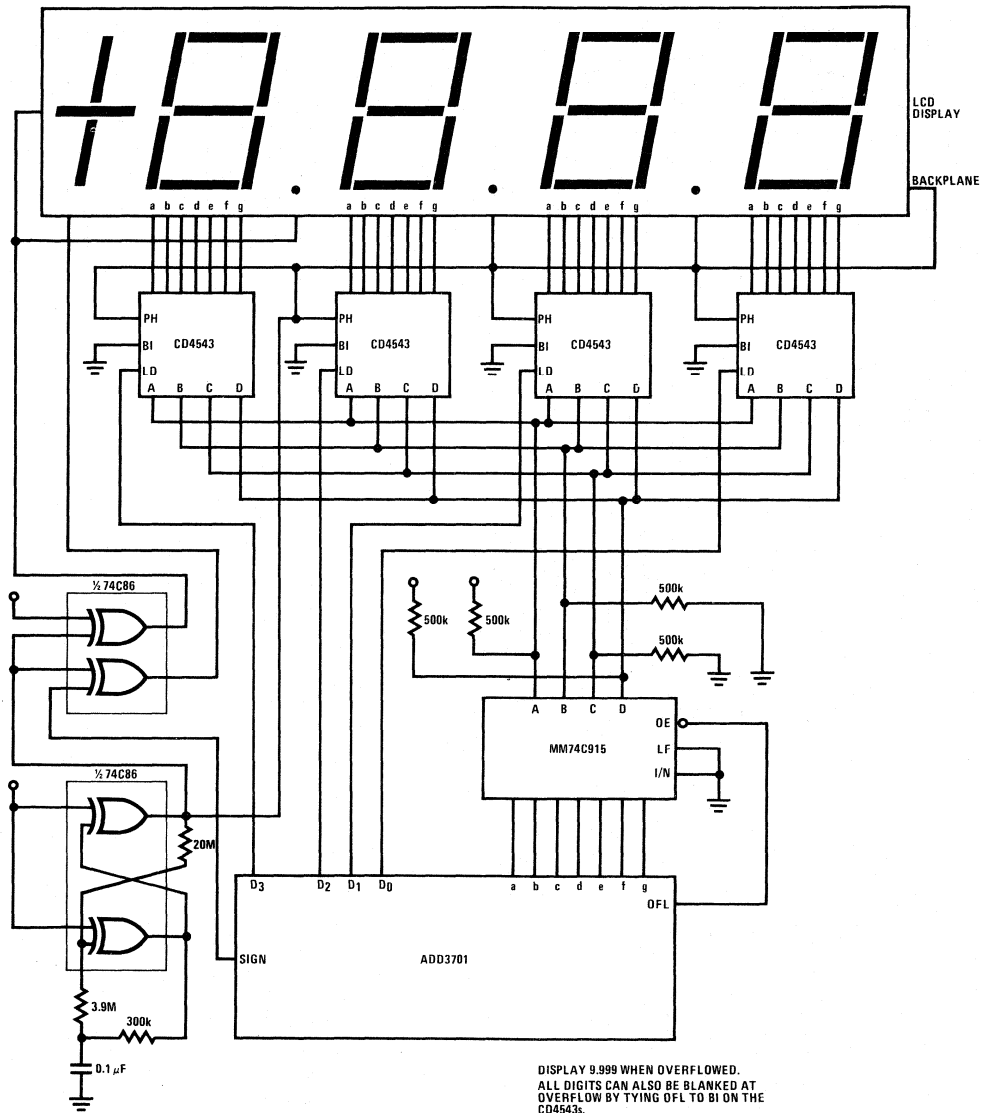 LCD
DISPLAY
BACKPLANE
a b c d e f g
a b c d e f g
a b c d e f g
a b c d e f g
PH
BI
LD
CD4543
A B C D
PH
BI
LD
CD4543
A B C D
PH
BI
LD
CD4543
A B C D
PH
BI
LD
CD4543
A B C D
½ 74C86
500k
500k
500k
500k
A B C D
OE
LF
I/N
MM74C915
½ 74C86
20M
3.9M
300k
0.1 µF
D3 D2 D1 D0
a b c d e f g
OFL
SIGN
ADD3701
DISPLAY 9.999 WHEN OVERFLOWED.
ALL DIGITS CAN ALSO BE BLANKED AT
OVERFLOW BY TYING OFL TO BI ON THE
CD4543s.